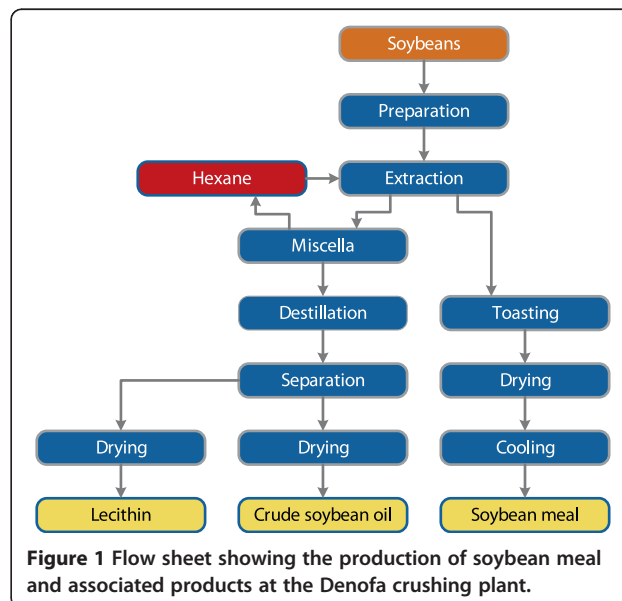 Soybeans
Preparation
Hexane
Extraction
Miscella
Destillation
Toasting
Separation
Drying
Drying
Drying
Cooling
Lecithin
Crude soybean oil
Soybean meal
Figure 1 Flow sheet showing the production of soybean meal
and associated products at the Denofa crushing plant.